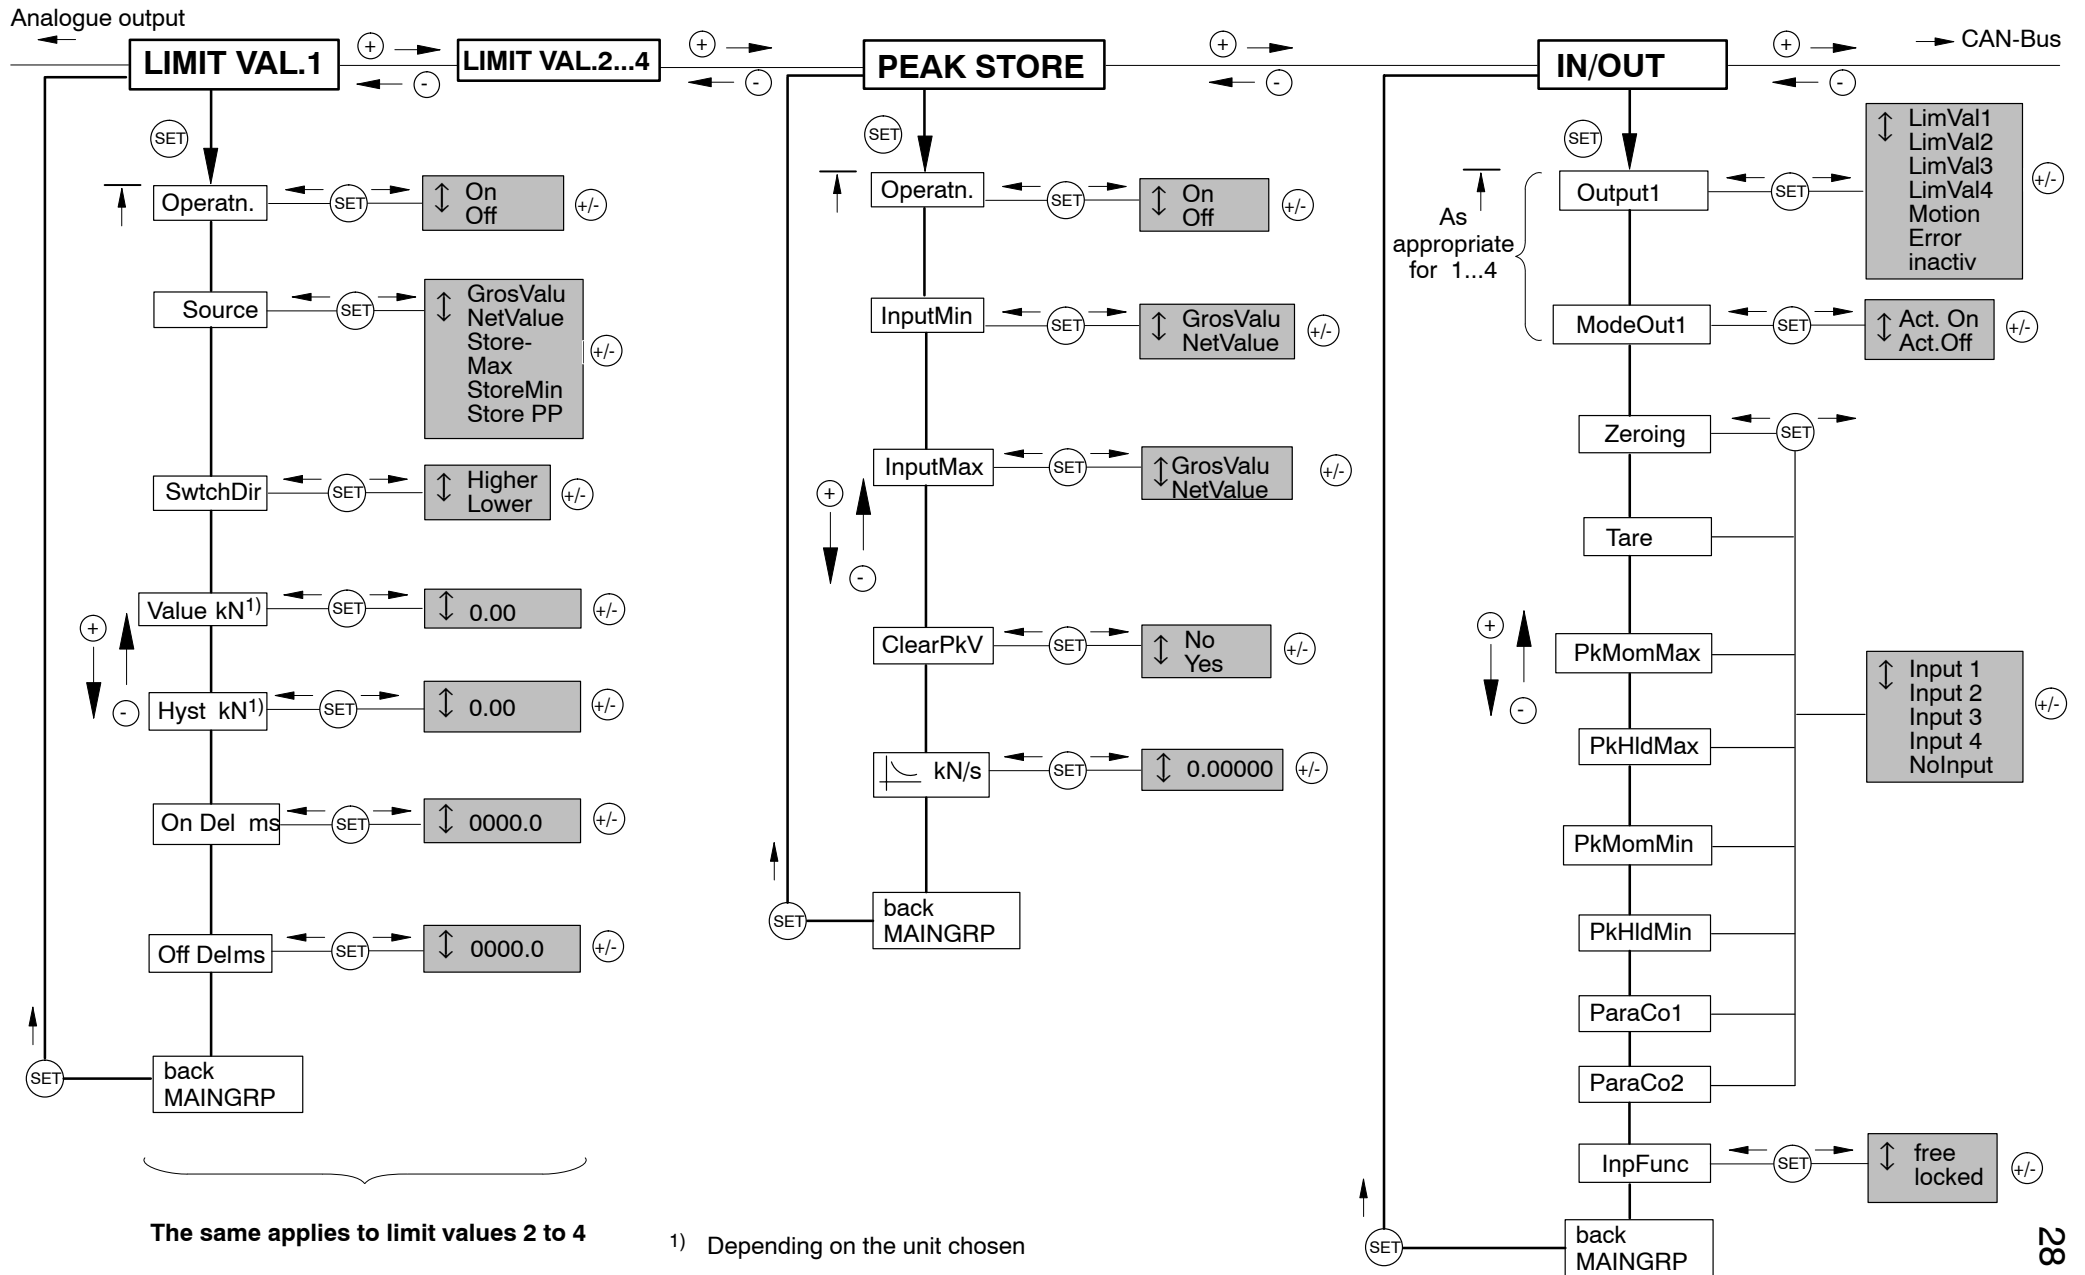 Analogue output
LIMIT VAL.1
+
-
LIMIT VAL.2...4
+
-
PEAK STORE
+
-
IN/OUT
+
-
CAN-Bus
SET
Operatn.
SET
On
Off
+/-
Source
SET
GrosValu
NetValue
Store-
Max
StoreMin
Store PP
+/-
SwtchDir
SET
Higher
Lower
+/-
Value kN1)
SET
0.00
+/-
+
-
Hyst kN1)
SET
0.00
+/-
On Del ms
SET
0000.0
+/-
Off Delms
SET
0000.0
+/-
SET
back
MAINGRP
The same applies to limit values 2 to 4
SET
Operatn.
SET
On
Off
+/-
InputMin
SET
GrosValu
NetValue
+/-
InputMax
SET
GrosValu
NetValue
+/-
+
-
ClearPkV
SET
No
Yes
+/-
kN/s
SET
0.00000
+/-
SET
back
MAINGRP
1) Depending on the unit chosen
SET
As
appropriate
for 1...4
Output1
SET
LimVal1
LimVal2
LimVal3
LimVal4
Motion
Error
inactiv
+/-
ModeOut1
SET
Act. On
Act.Off
+/-
Zeroing
SET
Tare
+
-
PkMomMax
PkHldMax
PkMomMin
PkHldMin
ParaCo1
ParaCo2
Input 1
Input 2
Input 3
Input 4
NoInput
+/-
InpFunc
SET
free
locked
+/-
SET
back
MAINGRP
28